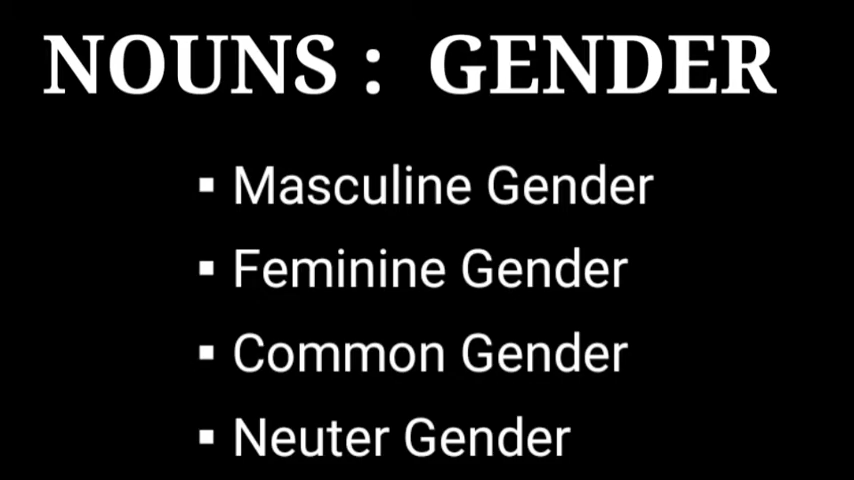 NOUNS : GENDER
▪ Masculine Gender
▪ Feminine Gender
▪ Common Gender
▪ Neuter Gender